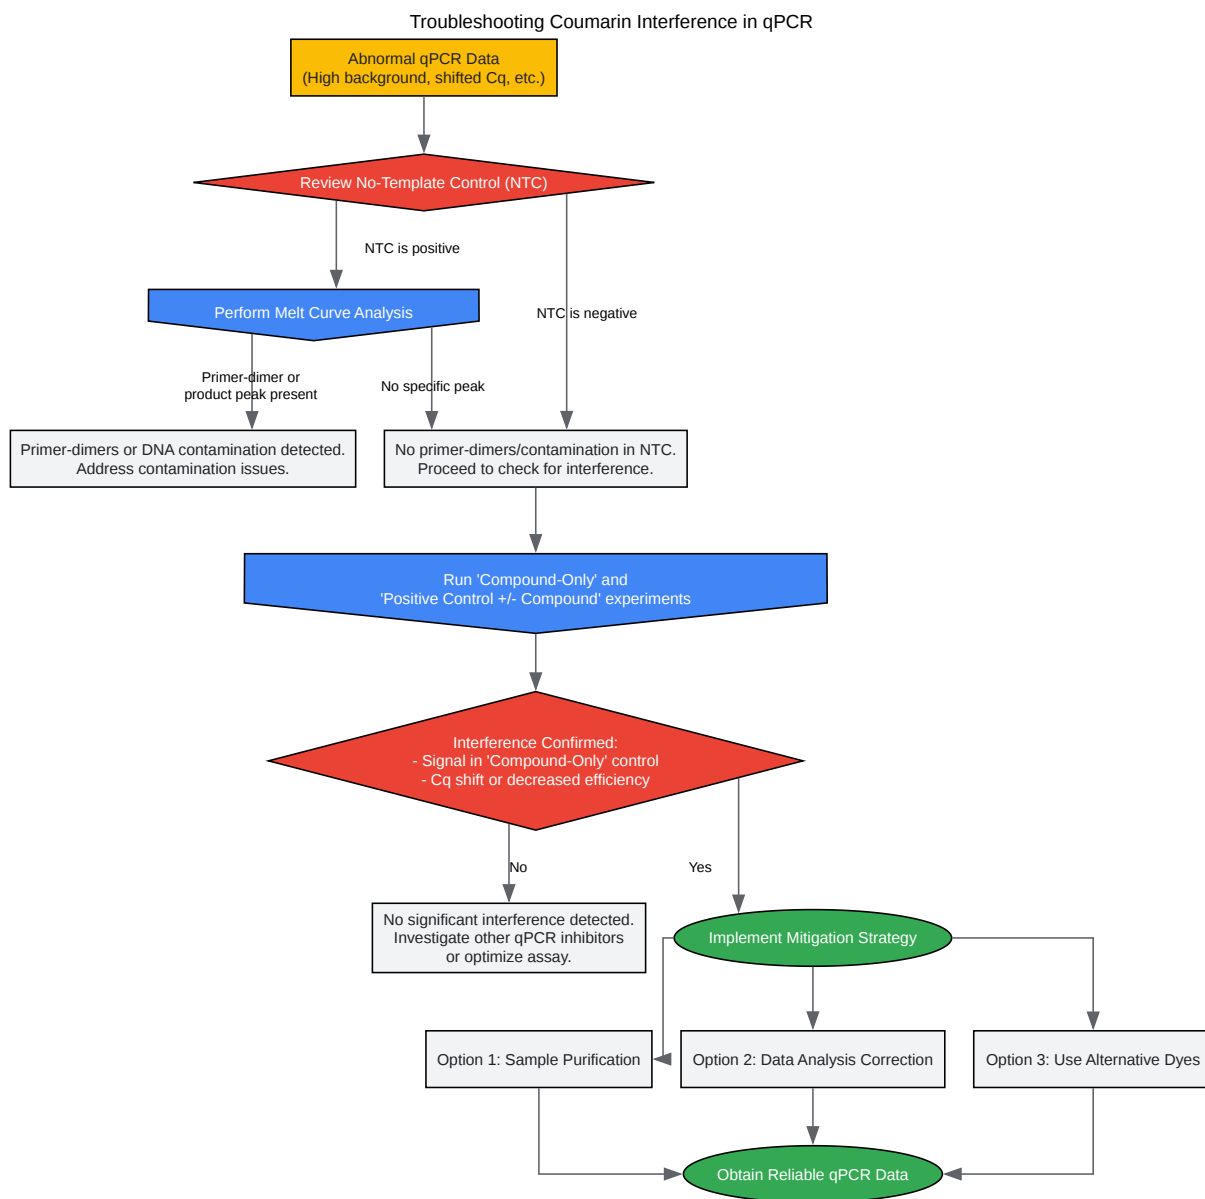 Troubleshooting Coumarin Interference in qPCR
Abnormal qPCR Data
(High background, shifted Cq, etc.)
Review No-Template Control (NTC)
NTC is positive
Perform Melt Curve Analysis
NTC is negative
Primer-dimer or
product peak present
No specific peak
Primer-dimers or DNA contamination detected.
Address contamination issues.
No primer-dimers/contamination in NTC.
Proceed to check for interference.
Run 'Compound-Only' and
'Positive Control +/- Compound' experiments
Interference Confirmed:
- Signal in 'Compound-Only' control
- Cq shift or decreased efficiency
No
Yes
No significant interference detected.
Investigate other qPCR inhibitors
or optimize assay.
Implement Mitigation Strategy
Option 1: Sample Purification
Option 2: Data Analysis Correction
Option 3: Use Alternative Dyes
Obtain Reliable qPCR Data